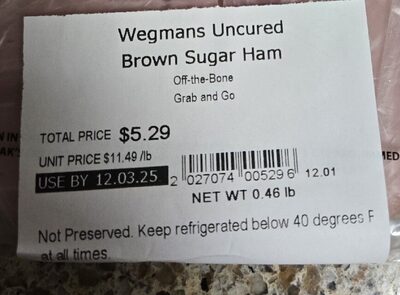 Wegmans Uncured
Brown Sugar Ham
Off-the-Bone
Grab and Go
TOTAL PRICE $5.29
UNIT PRICE $11.49 /lb
USE BY 12.03.25
2 027074 005296
12.01
NET WT 0.46 lb
Not Preserved. Keep refrigerated below 40 degrees F
at all times.